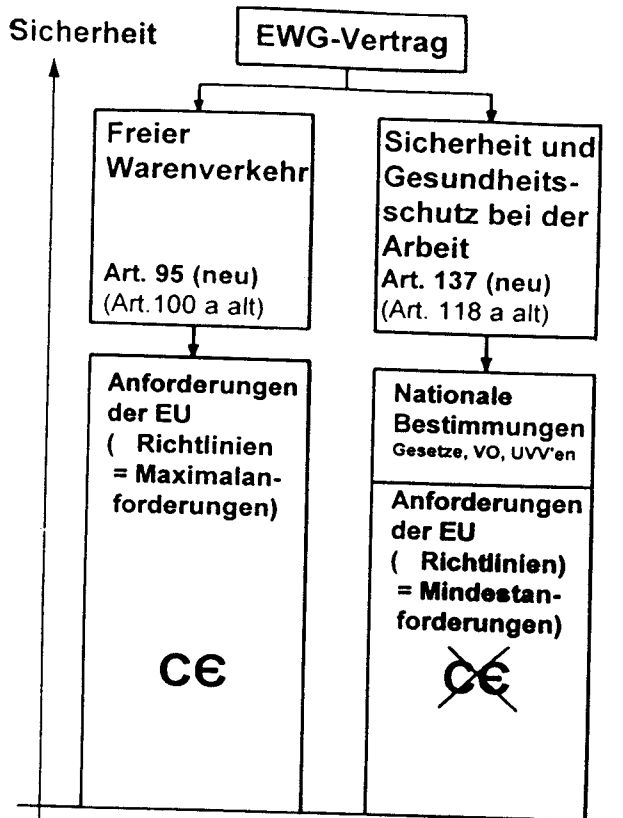 Sicherheit
EWG-Vertrag
Freier
Warenverkehr
Art. 95 (neu)
(Art.100 a alt)
Sicherheit und
Gesundheits-
schutz bei der
Arbeit
Art. 137 (neu)
(Art. 118 a alt)
Anforderungen
der EU
( Richtlinien
= Maximalan-
forderungen)
CE
Nationale
Bestimmungen
Gesetze, VO, UVV'en
Anforderungen
der EU
( Richtlinien)
= Mindestan-
forderungen)
CE